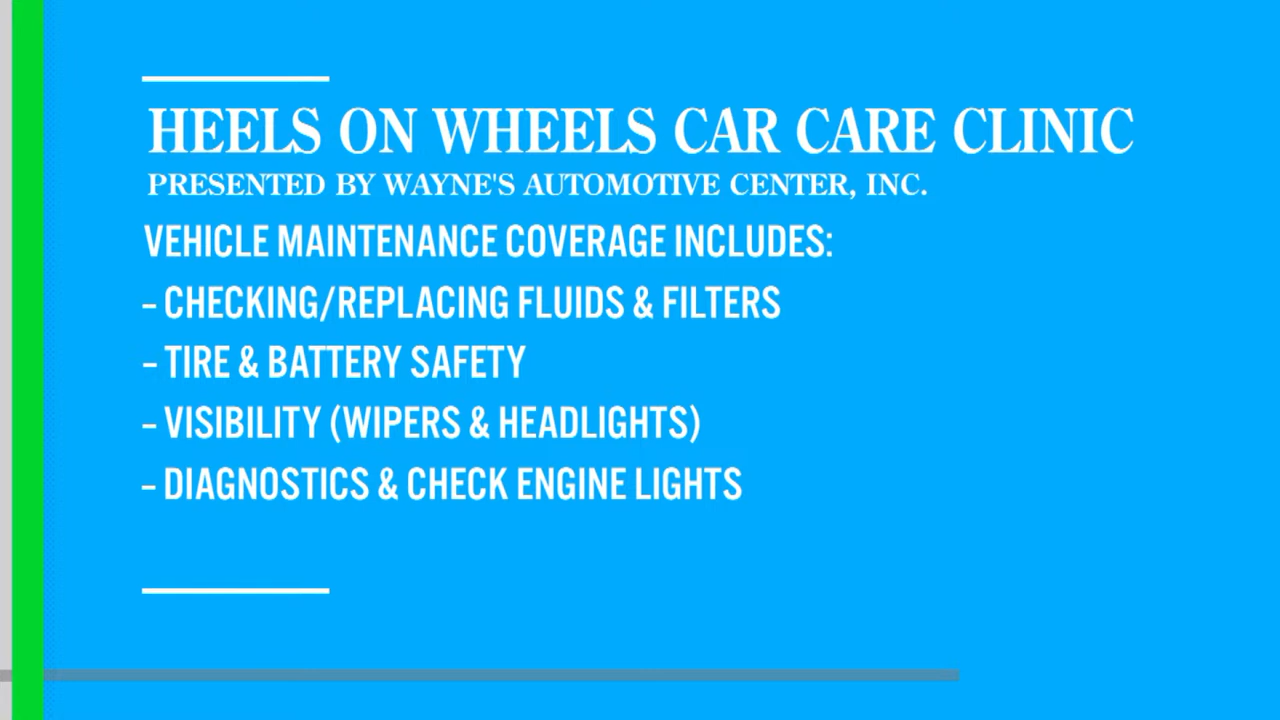 HEELS ON WHEELS CAR CARE CLINIC
PRESENTED BY WAYNE'S AUTOMOTIVE CENTER, INC.
VEHICLE MAINTENANCE COVERAGE INCLUDES:
– CHECKING/REPLACING FLUIDS & FILTERS
– TIRE & BATTERY SAFETY
– VISIBILITY (WIPERS & HEADLIGHTS)
– DIAGNOSTICS & CHECK ENGINE LIGHTS